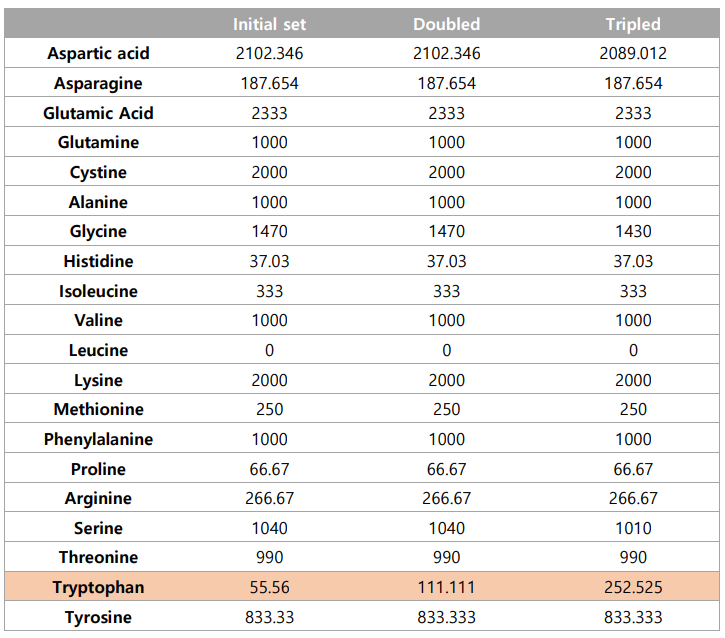 Initial set Doubled Tripled
Aspartic acid 2102.346 2102.346 2089.012
Asparagine 187.654 187.654 187.654
Glutamic Acid 2333 2333 2333
Glutamine 1000 1000 1000
Cystine 2000 2000 2000
Alanine 1000 1000 1000
Glycine 1470 1470 1430
Histidine 37.03 37.03 37.03
Isoleucine 333 333 333
Valine 1000 1000 1000
Leucine 0 0 0
Lysine 2000 2000 2000
Methionine 250 250 250
Phenylalanine 1000 1000 1000
Proline 66.67 66.67 66.67
Arginine 266.67 266.67 266.67
Serine 1040 1040 1010
Threonine 990 990 990
Tryptophan 55.56 111.111 252.525
Tyrosine 833.33 833.333 833.333